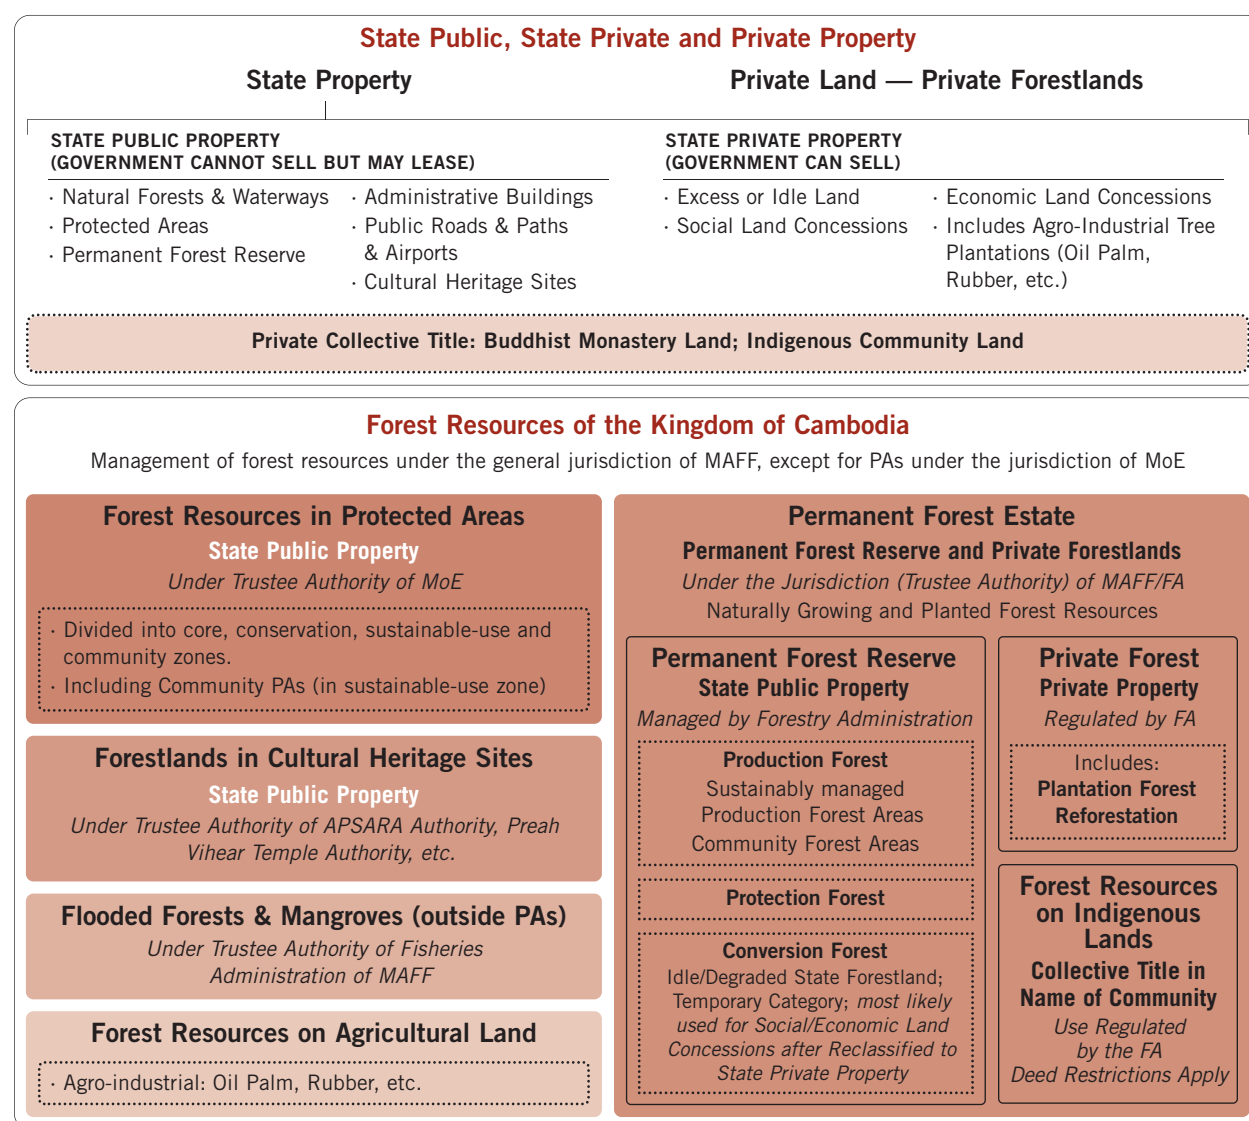 State Public, State Private and Private Property
State Property
Private Land — Private Forestlands
STATE PUBLIC PROPERTY
(GOVERNMENT CANNOT SELL BUT MAY LEASE)
· Natural Forests & Waterways
· Protected Areas
· Permanent Forest Reserve
· Administrative Buildings
· Public Roads & Paths
& Airports
· Cultural Heritage Sites
STATE PRIVATE PROPERTY
(GOVERNMENT CAN SELL)
· Excess or Idle Land
· Social Land Concessions
· Economic Land Concessions
· Includes Agro-Industrial Tree
Plantations (Oil Palm,
Rubber, etc.)
Private Collective Title: Buddhist Monastery Land; Indigenous Community Land
Forest Resources of the Kingdom of Cambodia
Management of forest resources under the general jurisdiction of MAFF, except for PAs under the jurisdiction of MoE
Forest Resources in Protected Areas
State Public Property
Under Trustee Authority of MoE
· Divided into core, conservation, sustainable-use and
community zones.
· Including Community PAs (in sustainable-use zone)
Forestlands in Cultural Heritage Sites
State Public Property
Under Trustee Authority of APSARA Authority, Preah
Vihear Temple Authority, etc.
Flooded Forests & Mangroves (outside PAs)
Under Trustee Authority of Fisheries
Administration of MAFF
Forest Resources on Agricultural Land
· Agro-industrial: Oil Palm, Rubber, etc.
Permanent Forest Estate
Permanent Forest Reserve and Private Forestlands
Under the Jurisdiction (Trustee Authority) of MAFF/FA
Naturally Growing and Planted Forest Resources
Permanent Forest Reserve
State Public Property
Managed by Forestry Administration
Production Forest
Sustainably managed
Production Forest Areas
Community Forest Areas
Protection Forest
Conversion Forest
Idle/Degraded State Forestland;
Temporary Category; most likely
used for Social/Economic Land
Concessions after Reclassified to
State Private Property
Private Forest
Private Property
Regulated by FA
Includes:
Plantation Forest
Reforestation
Forest Resources
on Indigenous
Lands
Collective Title in
Name of Community
Use Regulated
by the FA
Deed Restrictions Apply